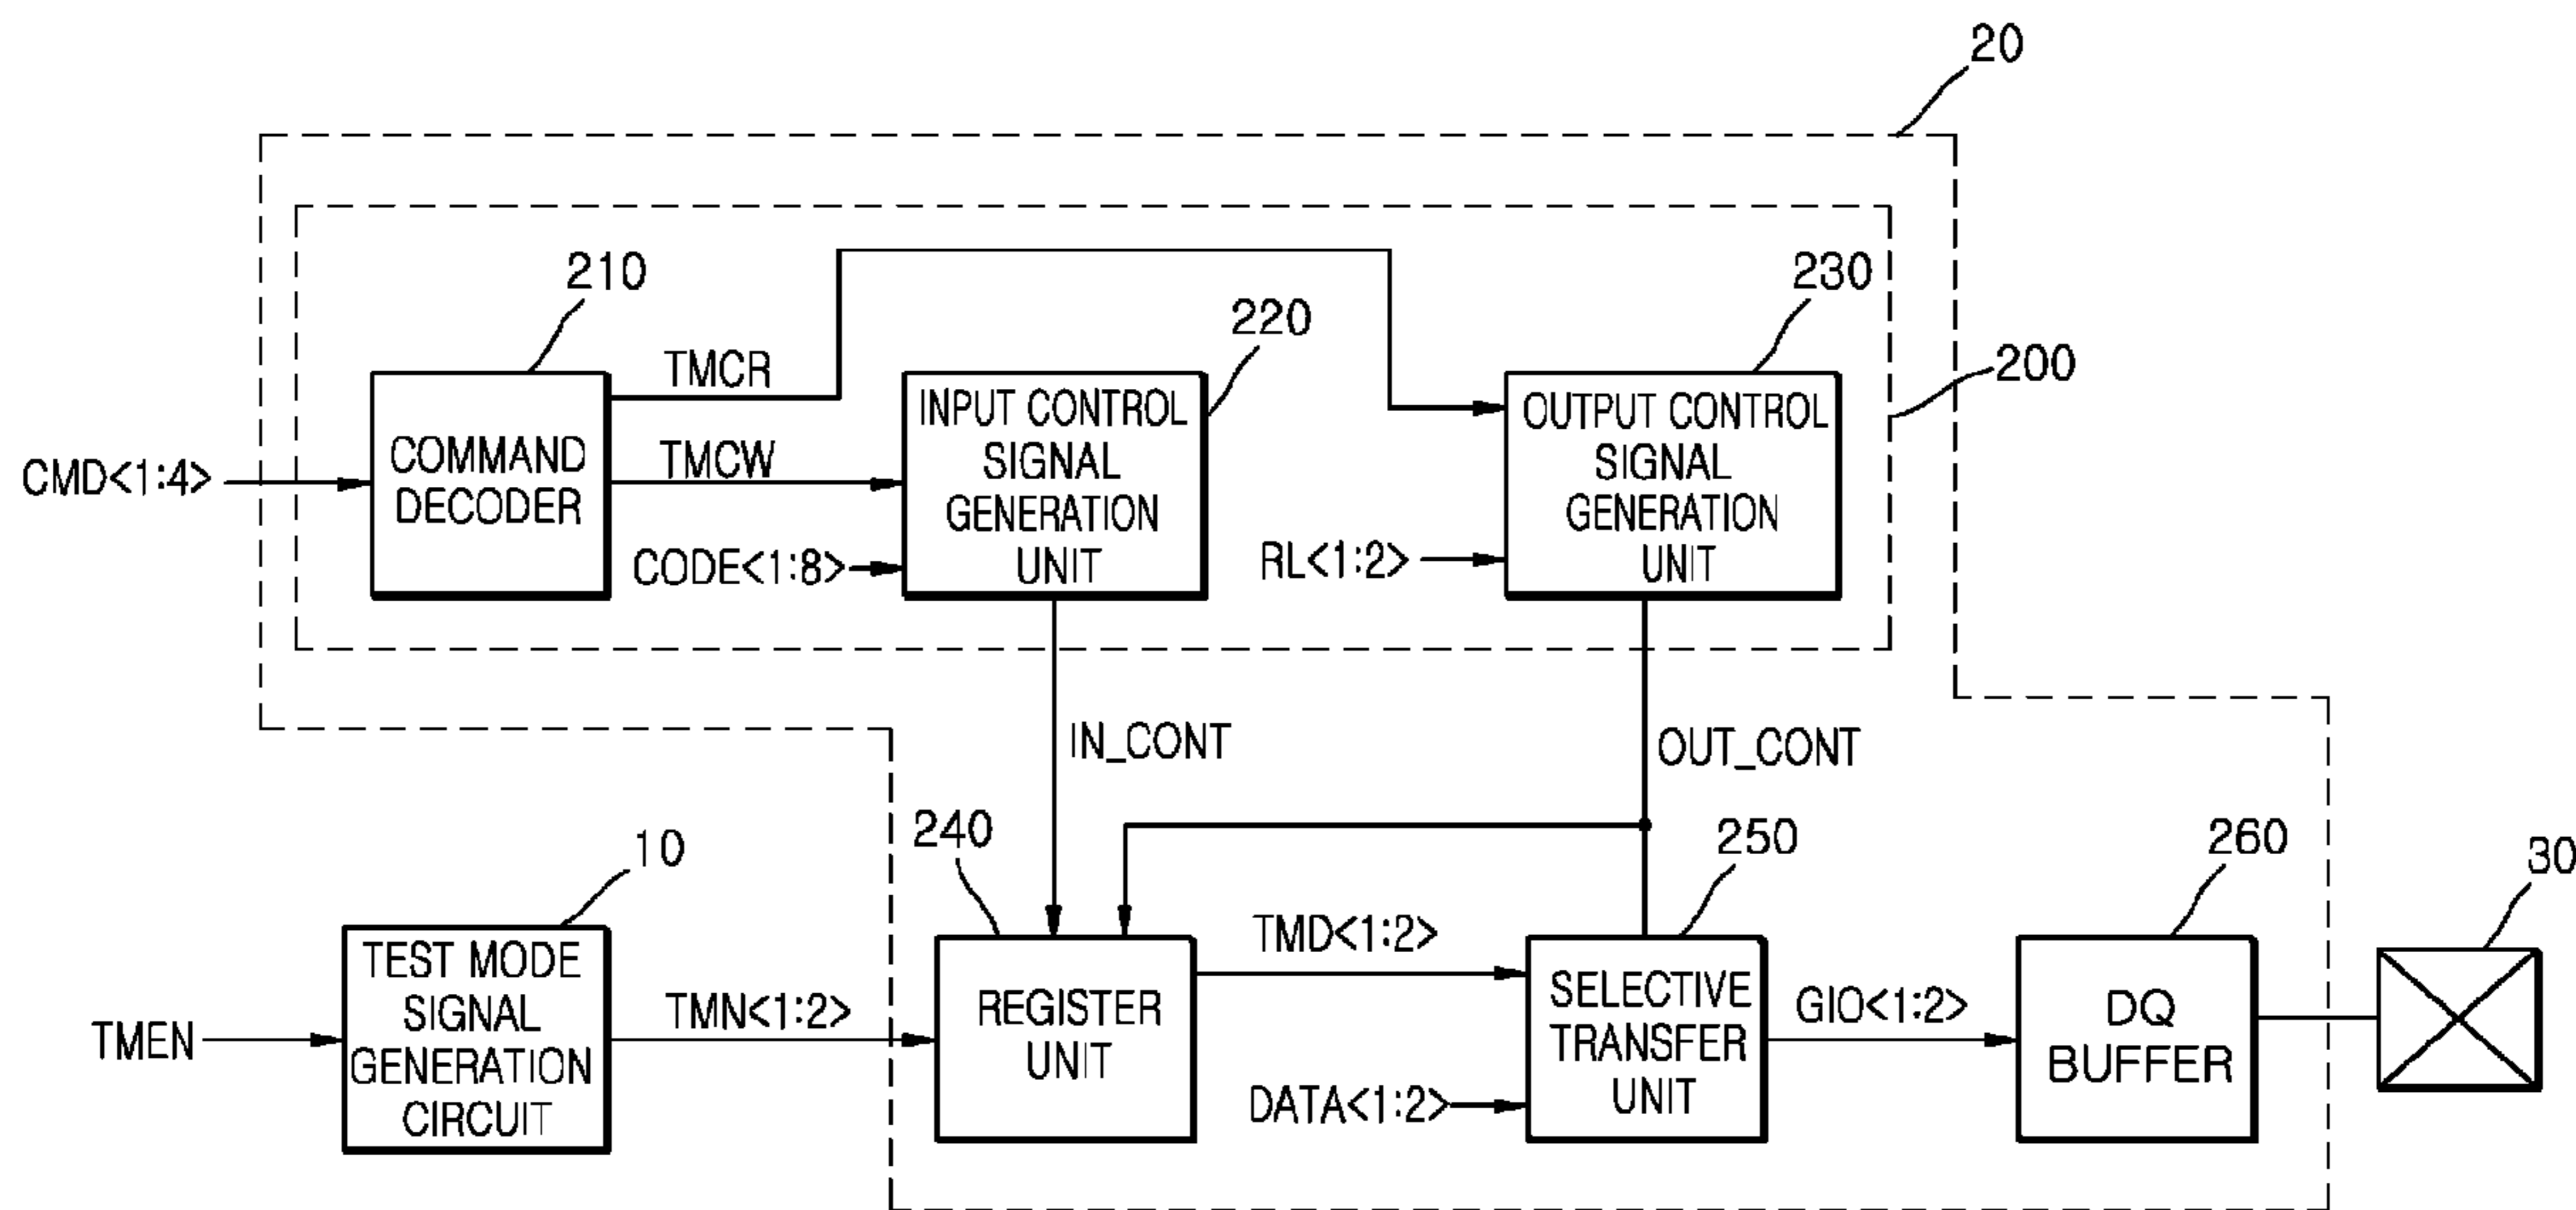 20
210
TMCR
220
230
200
CMD<1:4>
COMMAND
DECODER
TMCW
CODE<1:8>
INPUT CONTROL
SIGNAL
GENERATION
UNIT
RL<1:2>
OUTPUT CONTROL
SIGNAL
GENERATION
UNIT
IN_CONT
OUT_CONT
10
240
250
260
30
TMEN
TEST MODE
SIGNAL
GENERATION
CIRCUIT
TMN<1:2>
REGISTER
UNIT
TMD<1:2>
DATA<1:2>
SELECTIVE
TRANSFER
UNIT
GIO<1:2>
DQ
BUFFER